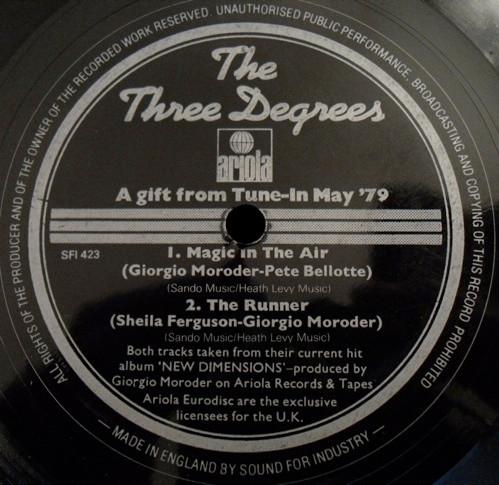 ALL RIGHTS OF THE PRODUCER AND OF THE OWNER OF THE RECORDED WORK RESERVED. UNAUTHORISED PUBLIC PERFORMANCE, BROADCASTING AND COPYING OF THIS RECORD PROHIBITED
The
Three Degrees
ariola
A gift from Tune-In May '79
SFI 423
1. Magic in The Air
(Giorgio Moroder-Pete Bellotte)
(Sando Music/Heath Levy Music)
2. The Runner
(Sheila Ferguson-Giorgio Moroder)
(Sando Music/Heath Levy Music)
Both tracks taken from their current hit
album 'NEW DIMENSIONS'-produced by
Giorgio Moroder on Ariola Records & Tapes
Ariola Eurodisc are the exclusive
licensees for the U.K.
— MADE IN ENGLAND BY SOUND FOR INDUSTRY —